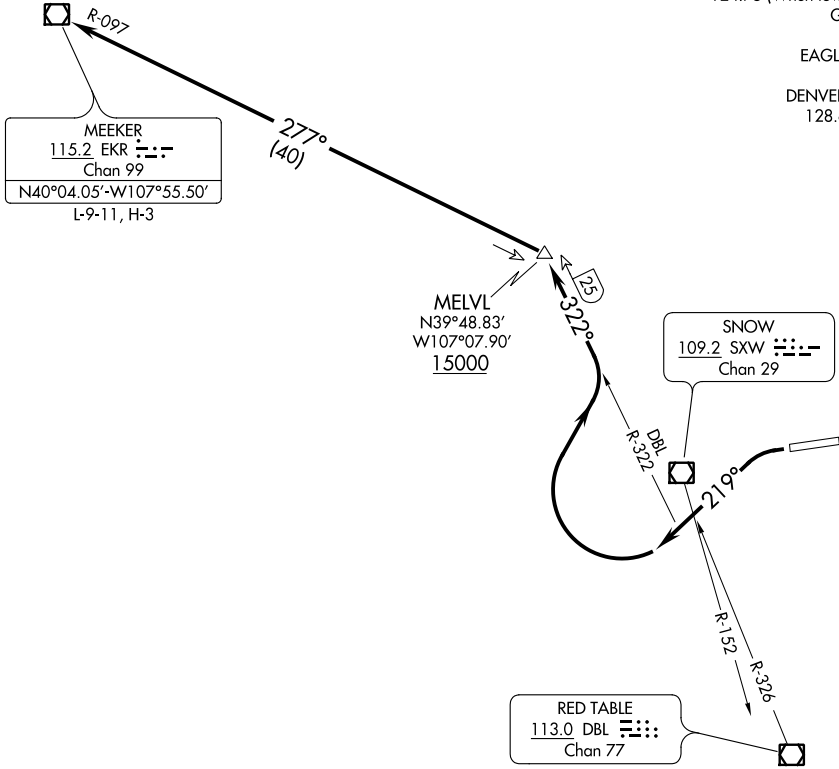 G
EAGL
DENVE
128.
R-097
277°
(40)
MEEKER
115.2 EKR
Chan 99
N40°04.05'-W107°55.50'
L-9-11, H-3
MELVL
N39°48.83'
W107°07.90'
15000
25
322°
SNOW
109.2 SXW
Chan 29
DBL
R-322
219°
R-152
R-326
RED TABLE
113.0 DBL
Chan 77